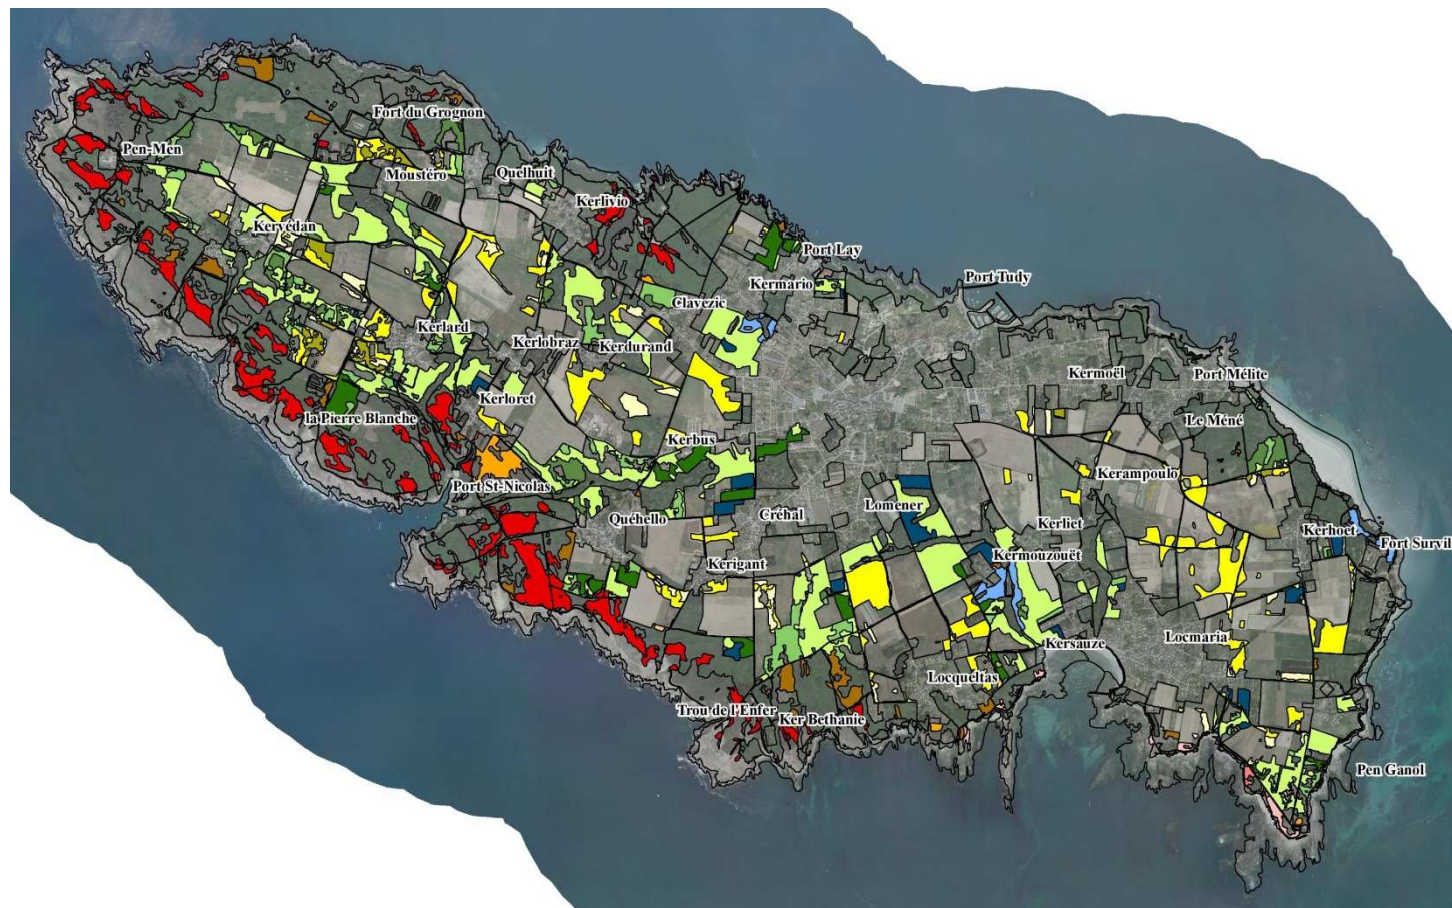 Fort du Grognon
Pen-Men
Moustéro
Quelhuit
Kerlivio
Kervédan
Port Lay
Kermario
Port Tudy
Clavezic
Kerlard
Kerlobraz
Kerdurand
Kermoël
Port Mélite
Kerloret
la Pierre Blanche
Le Méné
Kerbus
Kerampoulo
Port St-Nicolas
Quéhello
Créhal
Lomener
Kerliet
Kerhoet
Fort Survil
Kermouzouët
Kerigant
Locmaria
Kersauze
Locqueltas
Trou de l'Enfer
Ker Bethanie
Pen Ganol